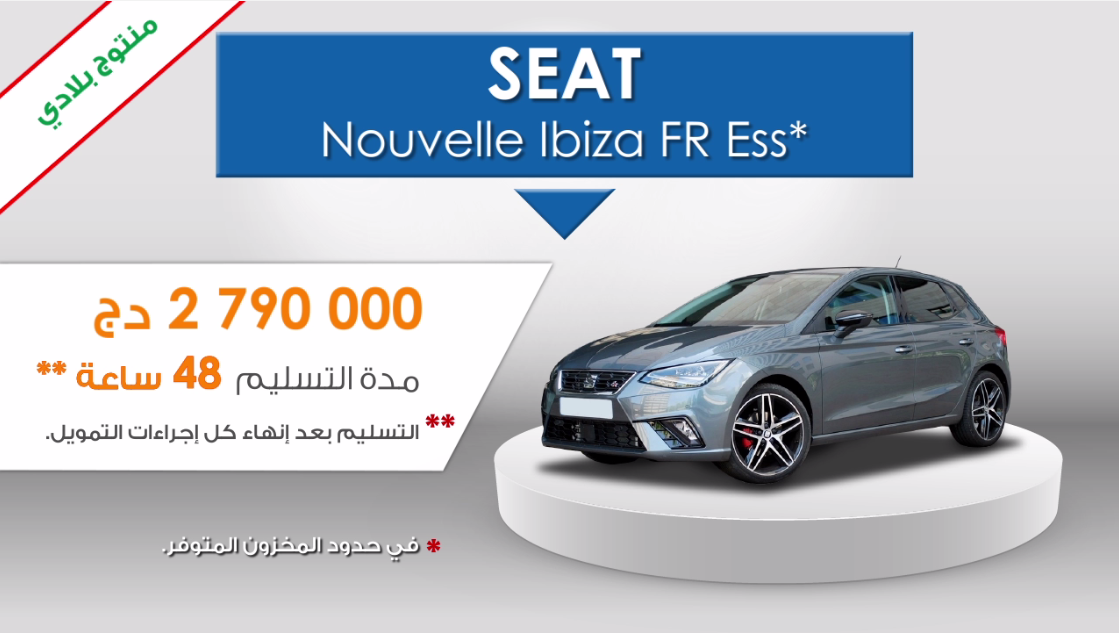 منتوج بلادي
SEAT
Nouvelle Ibiza FR Ess*
2 790 000 دج
مدة التسليم 48 ساعة **
** التسليم بعد إنهاء كل إجراءات التمويل.
* في حدود المخزون المتوفر.